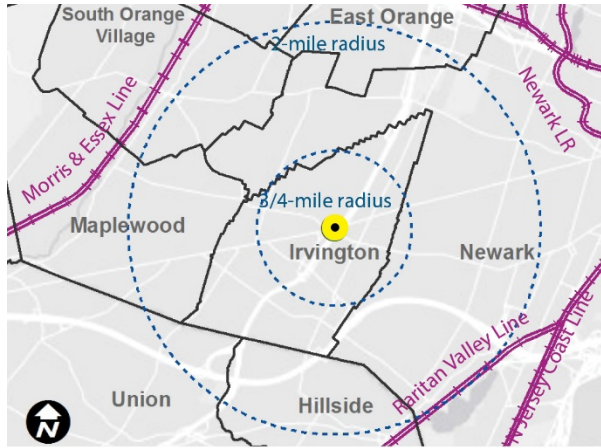 South Orange
Village
East Orange
2-mile radius
Morris & Essex Line
Newark LR
3/4-mile radius
Maplewood
Irvington
Newark
Raritan Valley Line
Jersey Coast Line
Union
Hillside
N